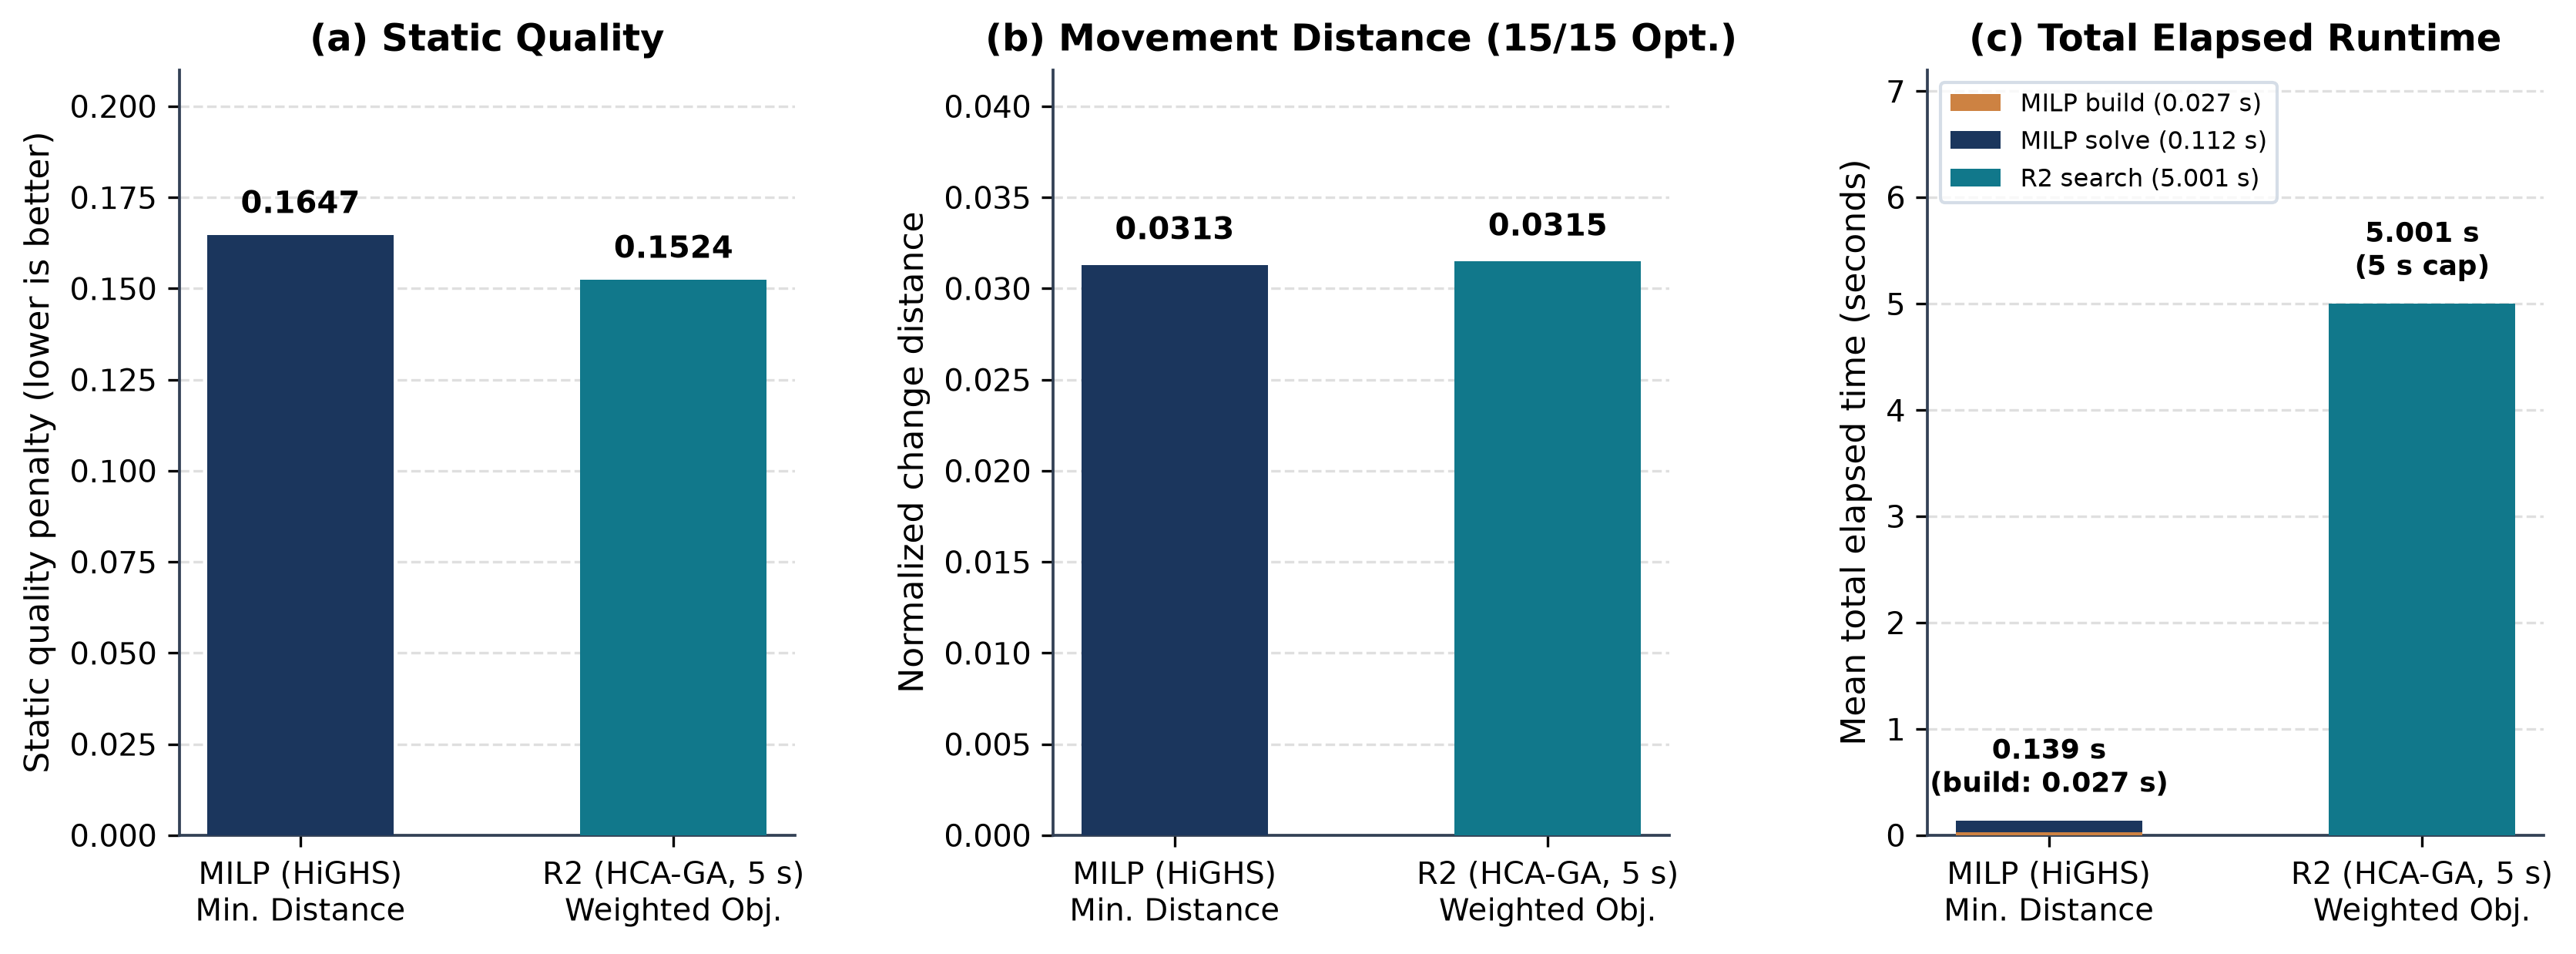 (a) Static Quality
Static quality penalty (lower is better)
0.200
0.175
0.150
0.125
0.100
0.075
0.050
0.025
0.000
0.1647
0.1524
MILP (HiGHS)
Min. Distance
R2 (HCA-GA, 5 s)
Weighted Obj.
(b) Movement Distance (15/15 Opt.)
Normalized change distance
0.040
0.035
0.030
0.025
0.020
0.015
0.010
0.005
0.000
0.0313
0.0315
MILP (HiGHS)
Min. Distance
R2 (HCA-GA, 5 s)
Weighted Obj.
(c) Total Elapsed Runtime
Mean total elapsed time (seconds)
7
6
5
4
3
2
1
0
MILP build (0.027 s)
MILP solve (0.112 s)
R2 search (5.001 s)
5.001 s
(5 s cap)
0.139 s
(build: 0.027 s)
MILP (HiGHS)
Min. Distance
R2 (HCA-GA, 5 s)
Weighted Obj.